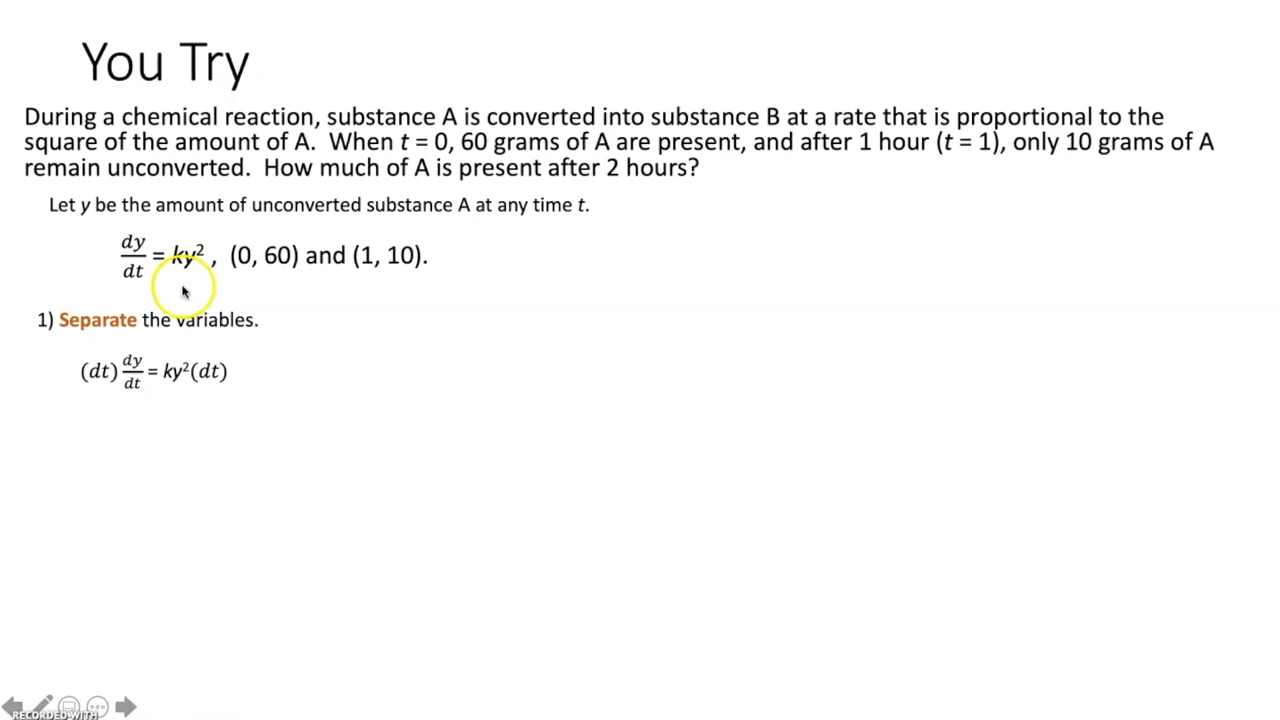 You Try
During a chemical reaction, substance A is converted into substance B at a rate that is proportional to the
square of the amount of A.  When t = 0, 60 grams of A are present, and after 1 hour (t = 1), only 10 grams of A
remain unconverted.  How much of A is present after 2 hours?
Let y be the amount of unconverted substance A at any time t.
dy/dt = ky² ,  (0, 60) and (1, 10).
1) Separate the variables.
(dt) dy/dt = ky²(dt)
RECORDED WITH